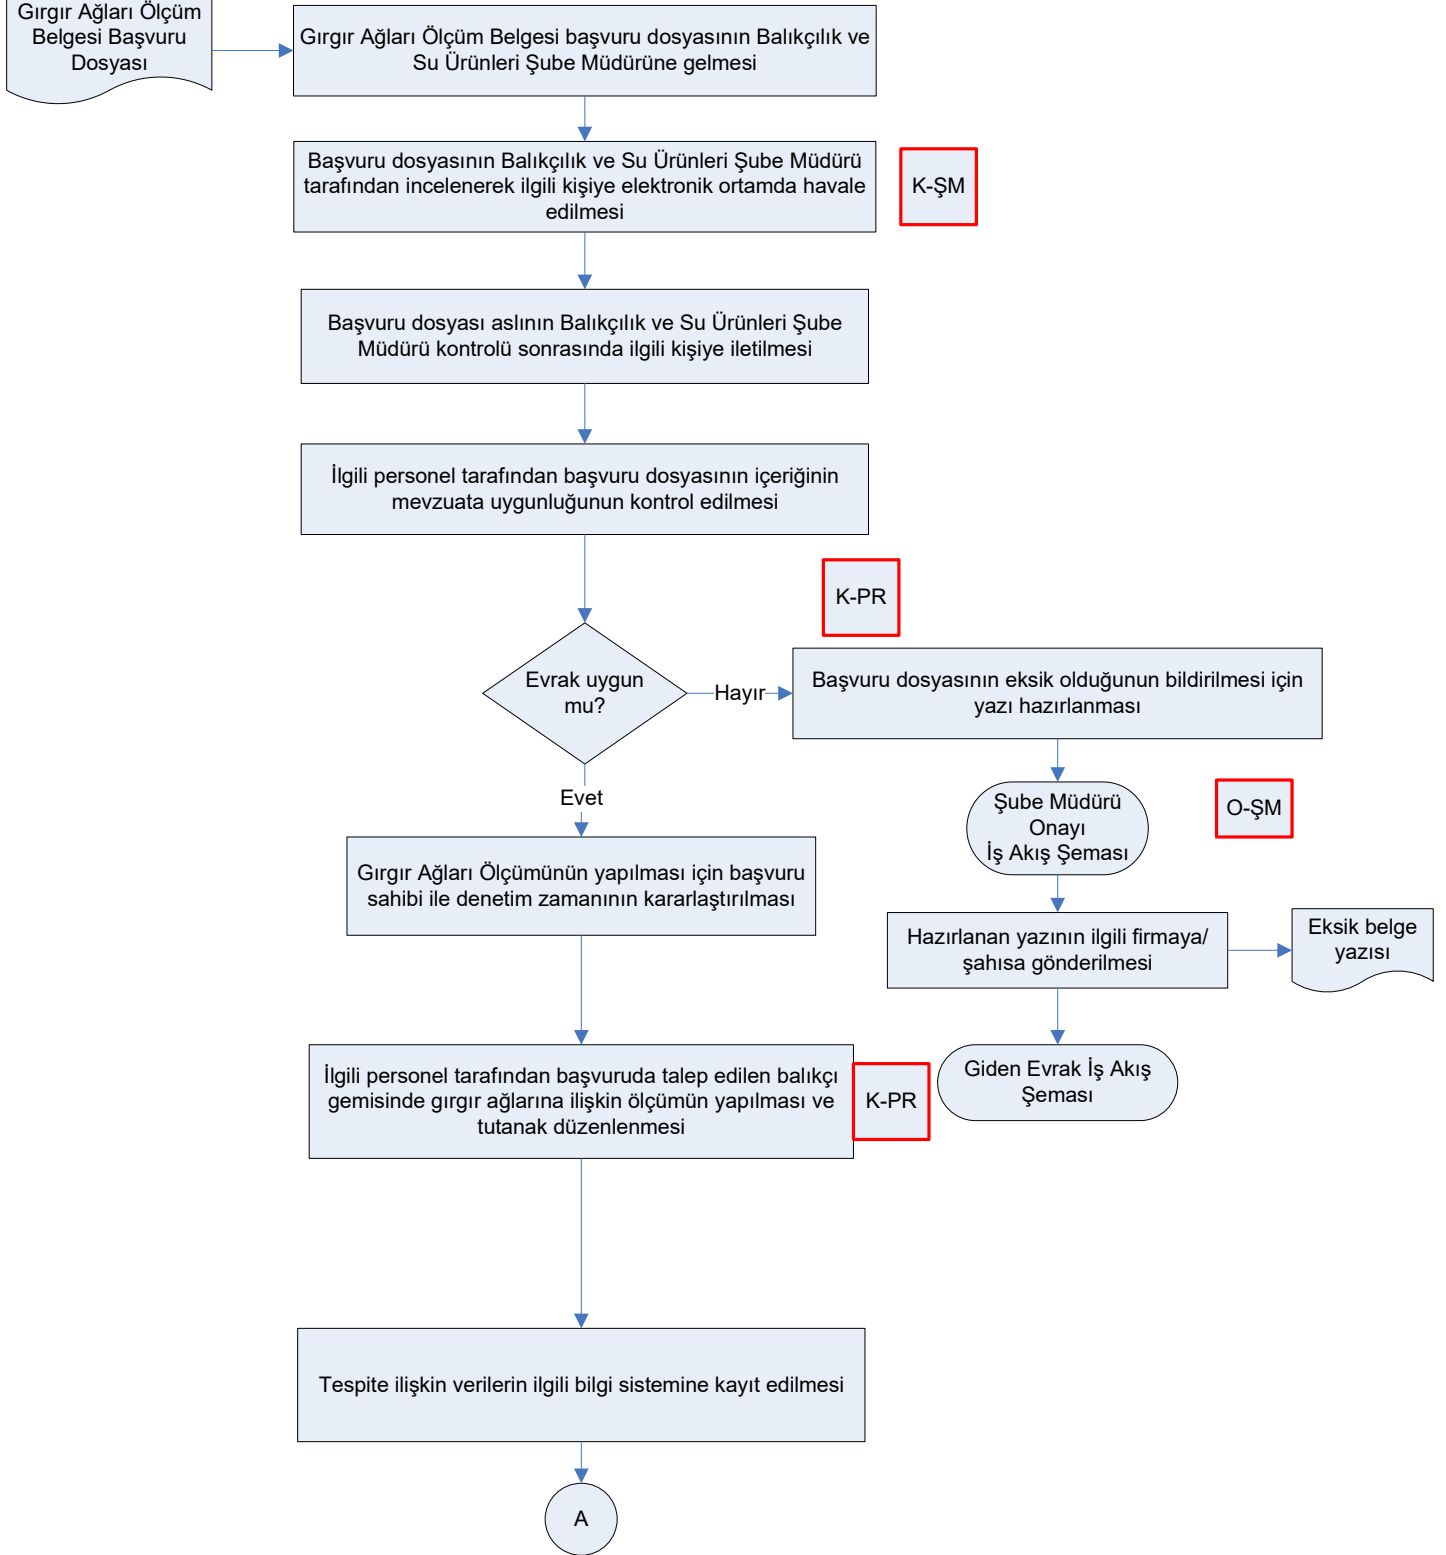 Gırgır Ağları Ölçüm
Belgesi Başvuru
Dosyası
Gırgır Ağları Ölçüm Belgesi başvuru dosyasının Balıkçılık ve
Su Ürünleri Şube Müdürüne gelmesi
Başvuru dosyasının Balıkçılık ve Su Ürünleri Şube Müdürü
tarafından incelenerek ilgili kişiye elektronik ortamda havale
edilmesi
K-ŞM
Başvuru dosyası aslının Balıkçılık ve Su Ürünleri Şube
Müdürü kontrolü sonrasında ilgili kişiye iletilmesi
İlgili personel tarafından başvuru dosyasının içeriğinin
mevzuata uygunluğunun kontrol edilmesi
K-PR
Evrak uygun
mu?
Hayır
Başvuru dosyasının eksik olduğunun bildirilmesi için
yazı hazırlanması
Evet
Şube Müdürü
Onayı
İş Akış Şeması
O-ŞM
Gırgır Ağları Ölçümünün yapılması için başvuru
sahibi ile denetim zamanının kararlaştırılması
Hazırlanan yazının ilgili firmaya/
şahısa gönderilmesi
Eksik belge
yazısı
İlgili personel tarafından başvuruda talep edilen balıkçı
gemisinde gırgır ağlarına ilişkin ölçümün yapılması ve
tutanak düzenlenmesi
K-PR
Giden Evrak İş Akış
Şeması
Tespite ilişkin verilerin ilgili bilgi sistemine kayıt edilmesi
A